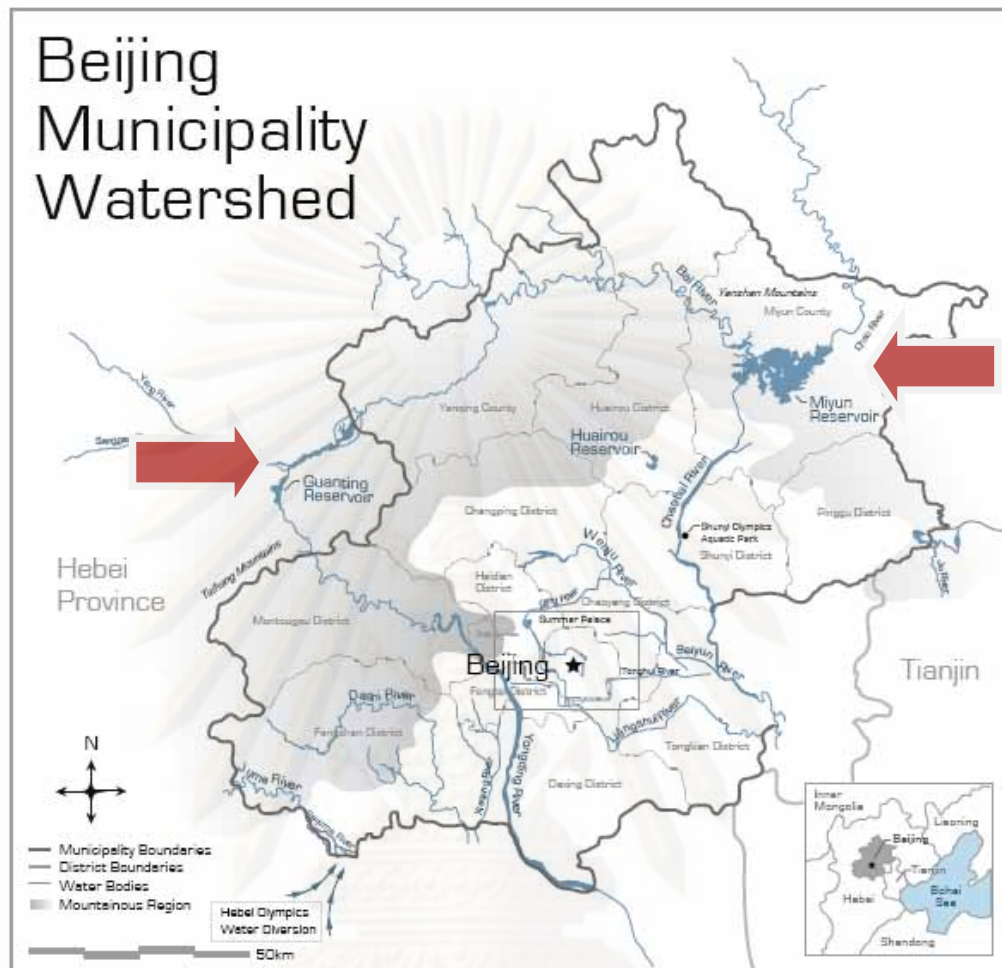 Beijing
Municipality
Watershed
Bai River
Yanshan Mountains
Miyun County
Chao River
Miyun
Reservoir
Yang River
Yanqing County
Huairou District
Huairou
Reservoir
Guanting
Reservoir
Chaobai River
Changping District
Pinggu District
Shunyi Olympics
Aquatic Park
Shunyi District
Wenyu River
Taihang Mountains
Hebei
Province
Haidian
District
Chaoyang District
Summer Palace
Mentougou District
Beijing
Tonghui River
Beiyun River
Tianjin
Fengtai District
Dashi River
Liangshui River
Fangshan District
Tongxian District
Juma River
Yongding River
Daxing District
N
Municipality Boundaries
District Boundaries
Water Bodies
Mountainous Region
50km
Hebei Olympics
Water Diversion
Inner
Mongolia
Liaoning
Beijing
Tianjin
Hebei
Bohai
Sea
Shandong